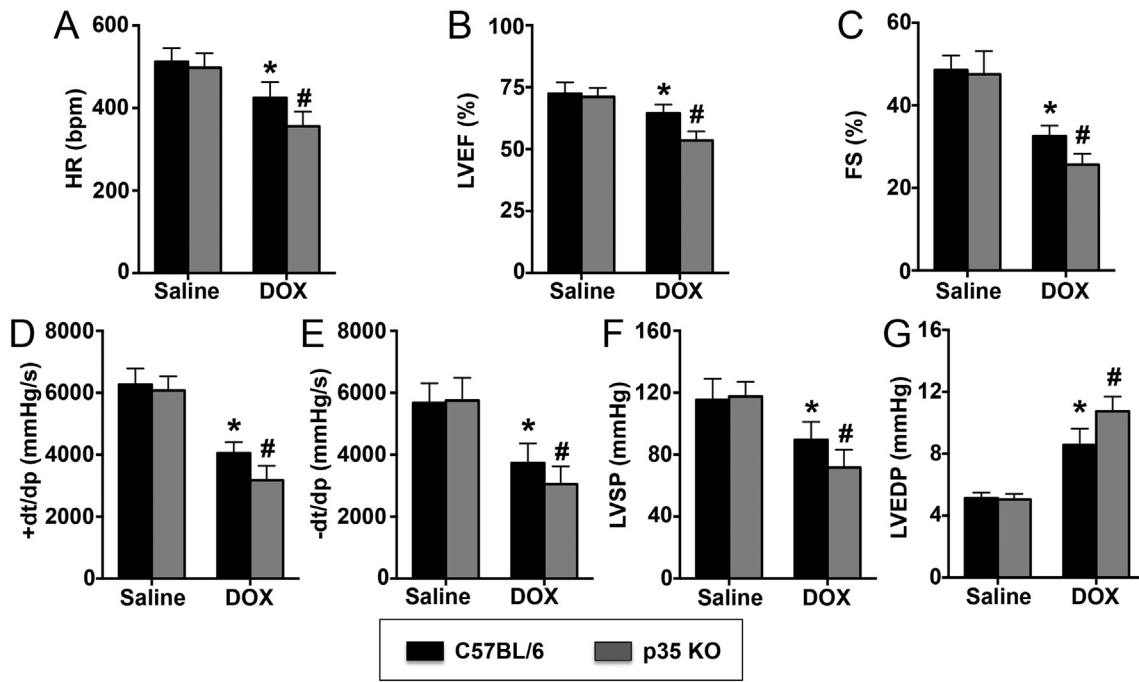 A
HR (bpm)
600
400
200
0
*
#
Saline DOX
B
LVEF (%)
100
75
50
25
0
*
#
Saline DOX
C
FS (%)
60
40
20
0
*
#
Saline DOX
D
+dt/dp (mmHg/s)
8000
6000
4000
2000
0
*
#
Saline DOX
E
-dt/dp (mmHg/s)
8000
6000
4000
2000
0
*
#
Saline DOX
F
LVSP (mmHg)
160
120
80
40
0
*
#
Saline DOX
G
LVEDP (mmHg)
16
12
8
4
0
*
#
Saline DOX
C57BL/6 p35 KO